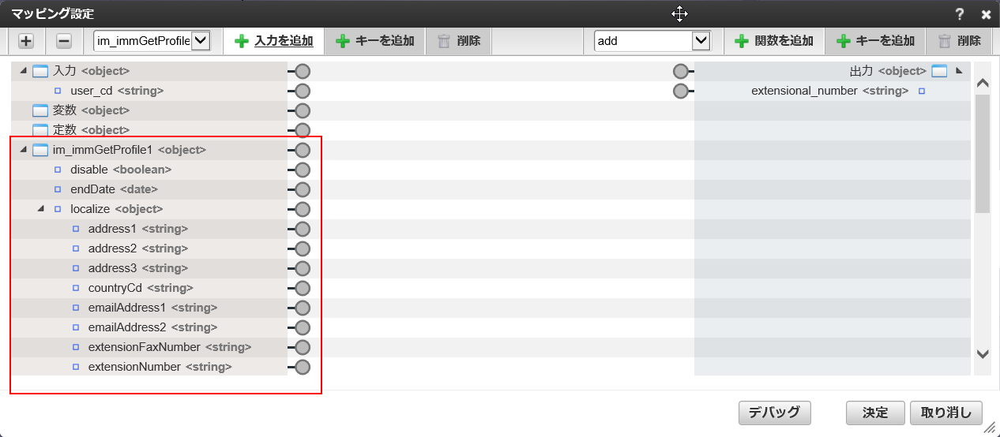 マッピング設定 ?
im_immGetProfile 入力を追加 キーを追加 削除 add 関数を追加 キーを追加 削除
入力 <object> 出力 <object>
user_cd <string> extensional_number <string>
変数 <object>
定数 <object>
im_immGetProfile1 <object>
disable <boolean>
endDate <date>
localize <object>
address1 <string>
address2 <string>
address3 <string>
countryCd <string>
emailAddress1 <string>
emailAddress2 <string>
extensionFaxNumber <string>
extensionNumber <string>
デバッグ 決定 取り消し